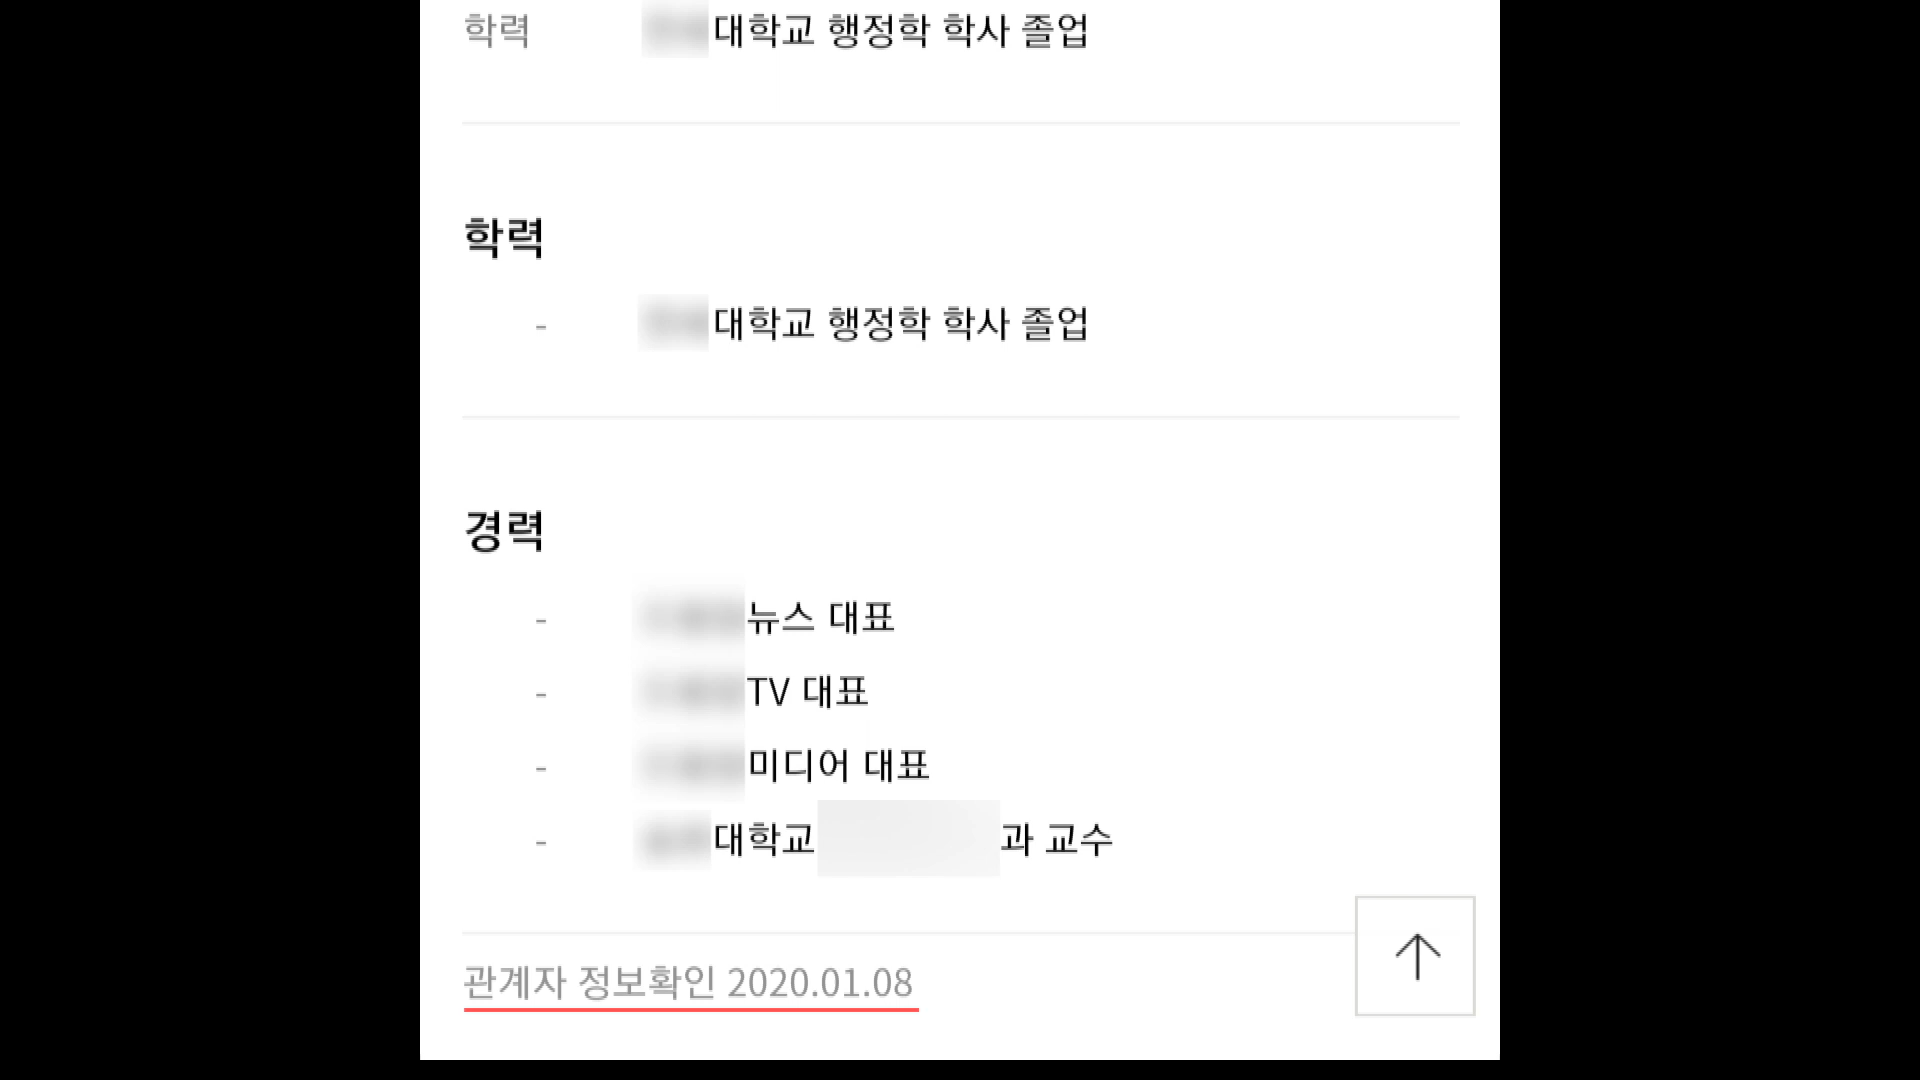 학력 대학교 행정학 학사 졸업
학력
- 대학교 행정학 학사 졸업
경력
- 뉴스 대표
- TV 대표
- 미디어 대표
- 대학교 과 교수
관계자 정보확인 2020.01.08